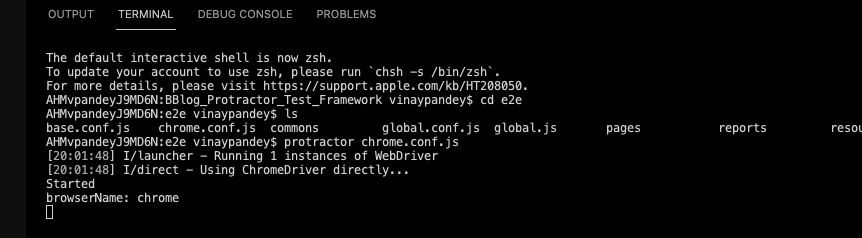 OUTPUT TERMINAL DEBUG CONSOLE PROBLEMS
The default interactive shell is now zsh.
To update your account to use zsh, please run `chsh -s /bin/zsh`.
For more details, please visit https://support.apple.com/kb/HT208050.
AHMvpandeyJ9MD6N:BBlog_Protractor_Test_Framework vinaypandey$ cd e2e
AHMvpandeyJ9MD6N:e2e vinaypandey$ ls
base.conf.js chrome.conf.js commons global.conf.js global.js pages reports resou
AHMvpandeyJ9MD6N:e2e vinaypandey$ protractor chrome.conf.js
[20:01:48] I/launcher – Running 1 instances of WebDriver
[20:01:48] I/direct – Using ChromeDriver directly...
Started
browserName: chrome